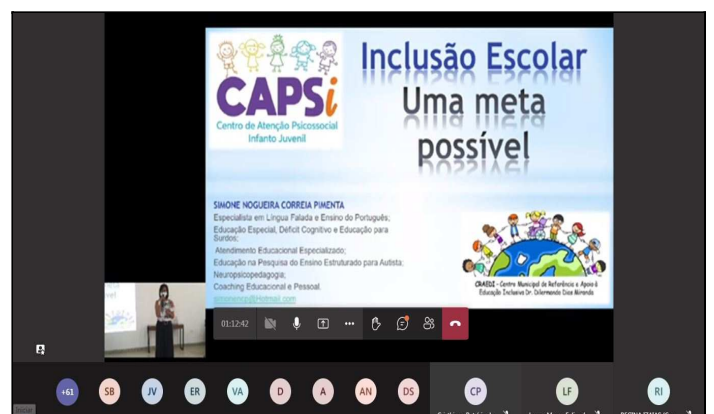 CAPSi
Centro de Atenção Psicossocial
Infanto Juvenil
Inclusão Escolar
Uma meta
possível
SIMONE NOGUEIRA CORREIA PIMENTA
Especialista em Língua Falada e Ensino do Português;
Educação Especial, Déficit Cognitivo e Educação para
Surdos;
Atendimento Educacional Especializado;
Educação na Pesquisa do Ensino Estruturado para Autista;
Neuropsicopedagogia;
Coaching Educacional e Pessoal.
CRAEDI - Centro Municipal de Referência e Apoio à
Educação Inclusiva Dr. Dilermando Dias Miranda
01:12:42
+61
SB
JV
ER
VA
D
A
AN
DS
CP
LF
RI